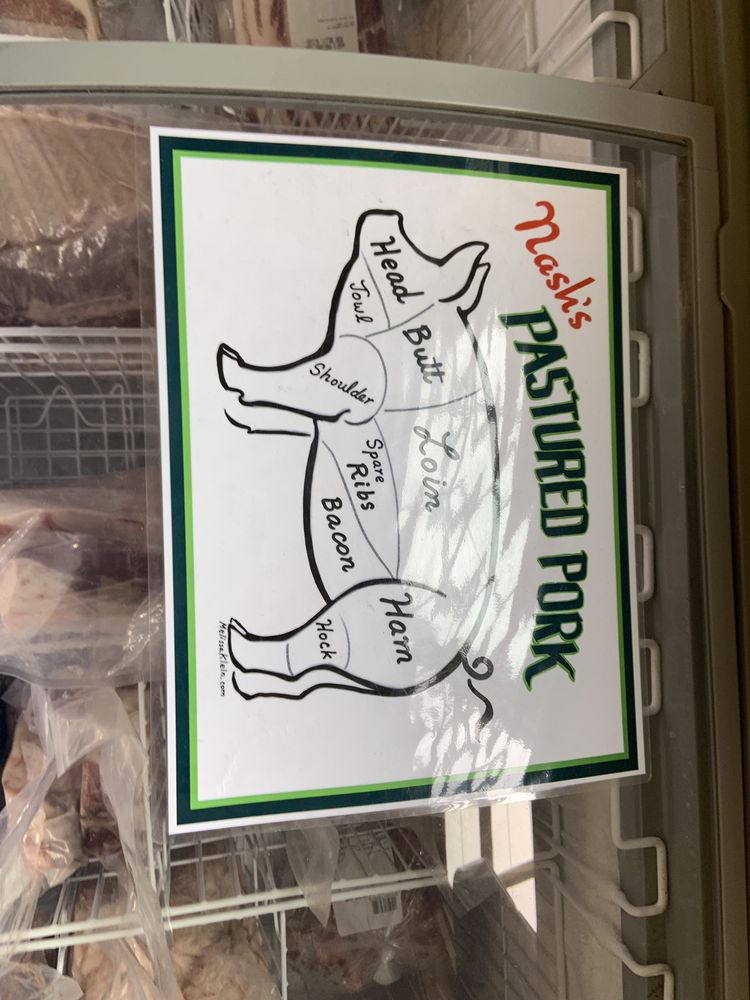 Nash's
PASTURED PORK
Head
Jowl
Butt
Shoulder
Loin
Spare
Ribs
Bacon
Ham
Hock
MelissaKlein.com